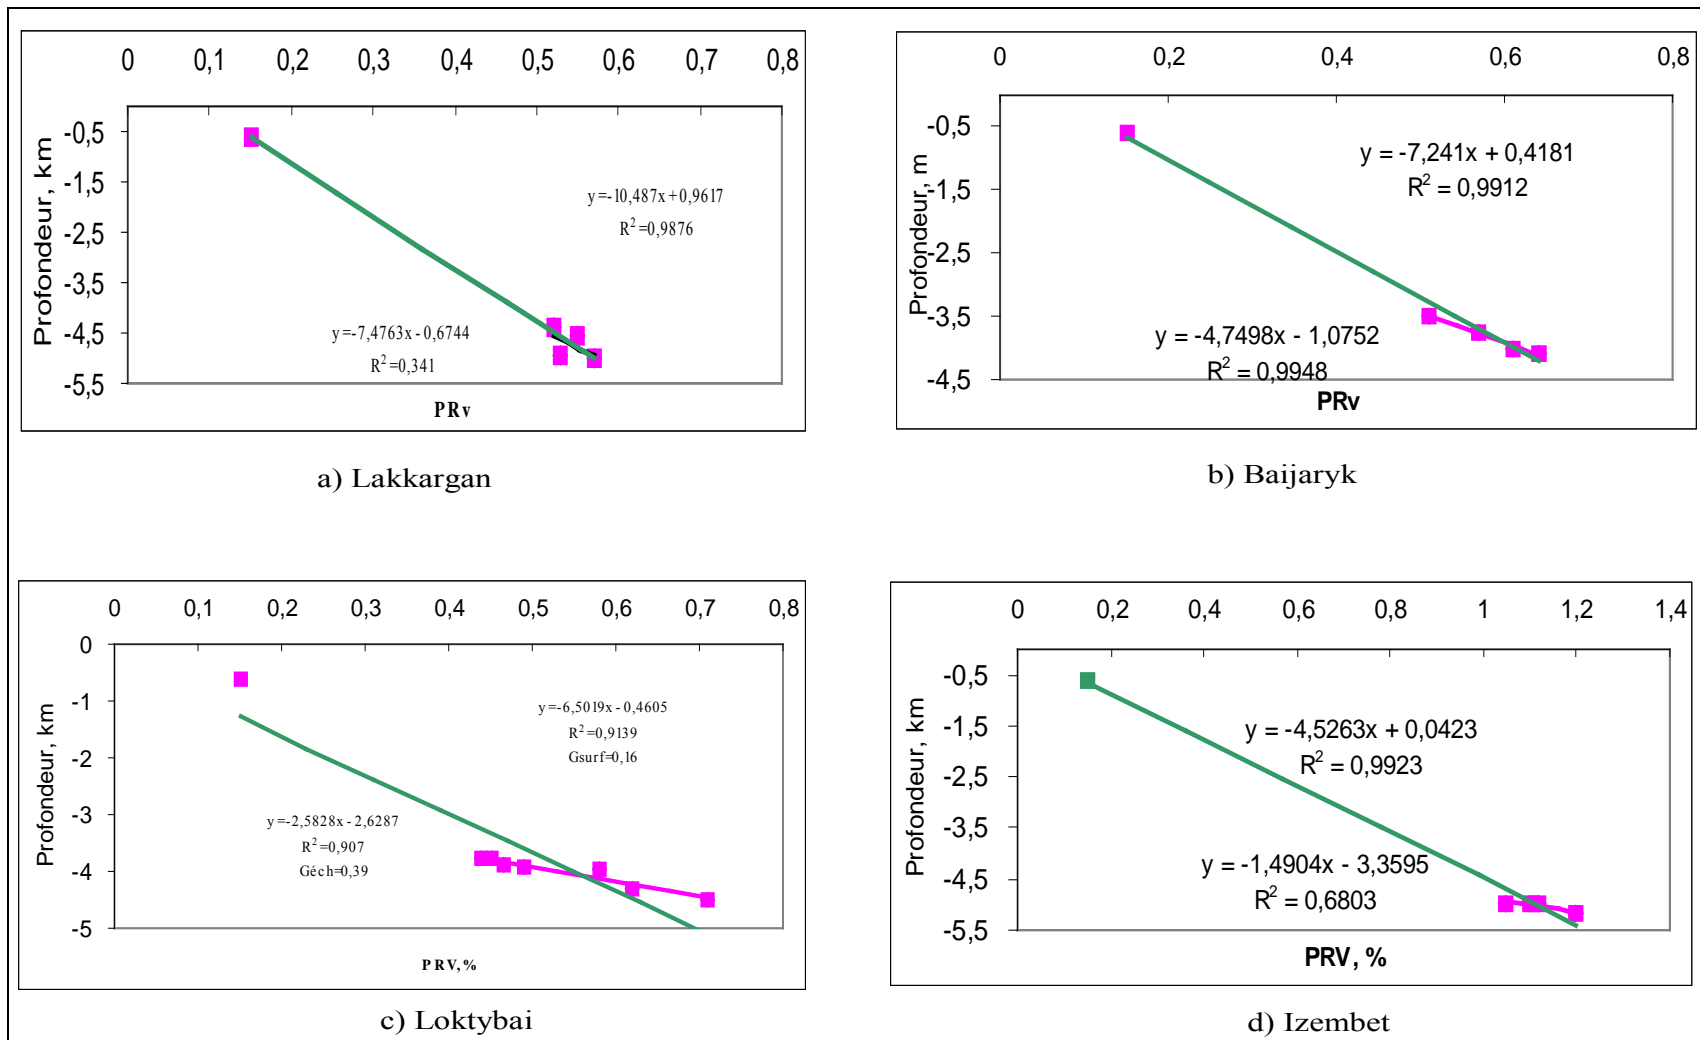 0 0,1 0,2 0,3 0,4 0,5 0,6 0,7 0,8
-0,5
-1,5
-2,5
-3,5
-4,5
-5,5
Profondeur, km
y=-10,487x+0,9617
R²=0,9876
y=-7,4763x-0,6744
R²=0,341
PRv
a) Lakkargan
0 0,2 0,4 0,6 0,8
-0,5
-1,5
-2,5
-3,5
-4,5
Profondeur, m
y = -7,241x + 0,4181
R² = 0,9912
y = -4,7498x - 1,0752
R² = 0,9948
PRv
b) Baijaryk
0 0,1 0,2 0,3 0,4 0,5 0,6 0,7 0,8
0
-1
-2
-3
-4
-5
Profondeur, km
y=-6,5019x-0,4605
R²=0,9139
Gsurf=0,16
y=-2,5828x-2,6287
R²=0,907
Géch=0,39
PRV,%
c) Loktybai
0 0,2 0,4 0,6 0,8 1 1,2 1,4
-0,5
-1,5
-2,5
-3,5
-4,5
-5,5
Profondeur, km
y = -4,5263x + 0,0423
R² = 0,9923
y = -1,4904x - 3,3595
R² = 0,6803
PRV, %
d) Izembet